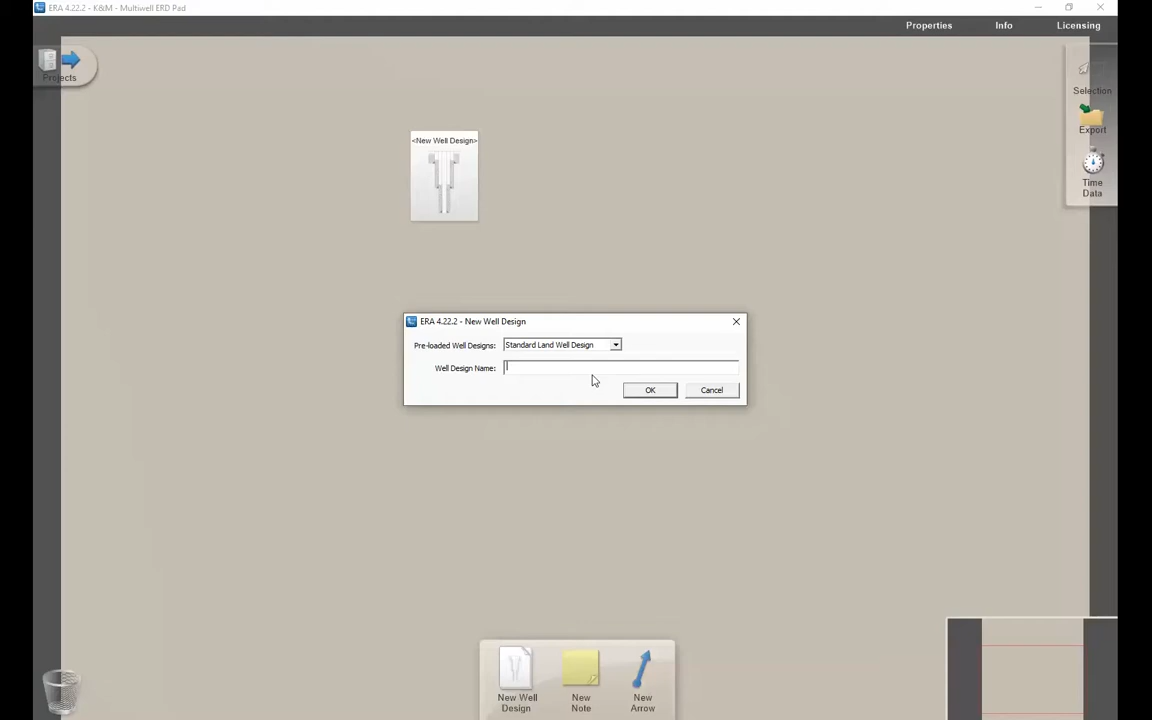 ERA 4.22.2 - K&M - Multiwell ERD Pad
Properties Info Licensing
Projects
Selection
Export
Time
Data
<New Well Design>
ERA 4.22.2 - New Well Design
Pre-loaded Well Designs: Standard Land Well Design
Well Design Name:
OK Cancel
New Well
Design
New
Note
New
Arrow